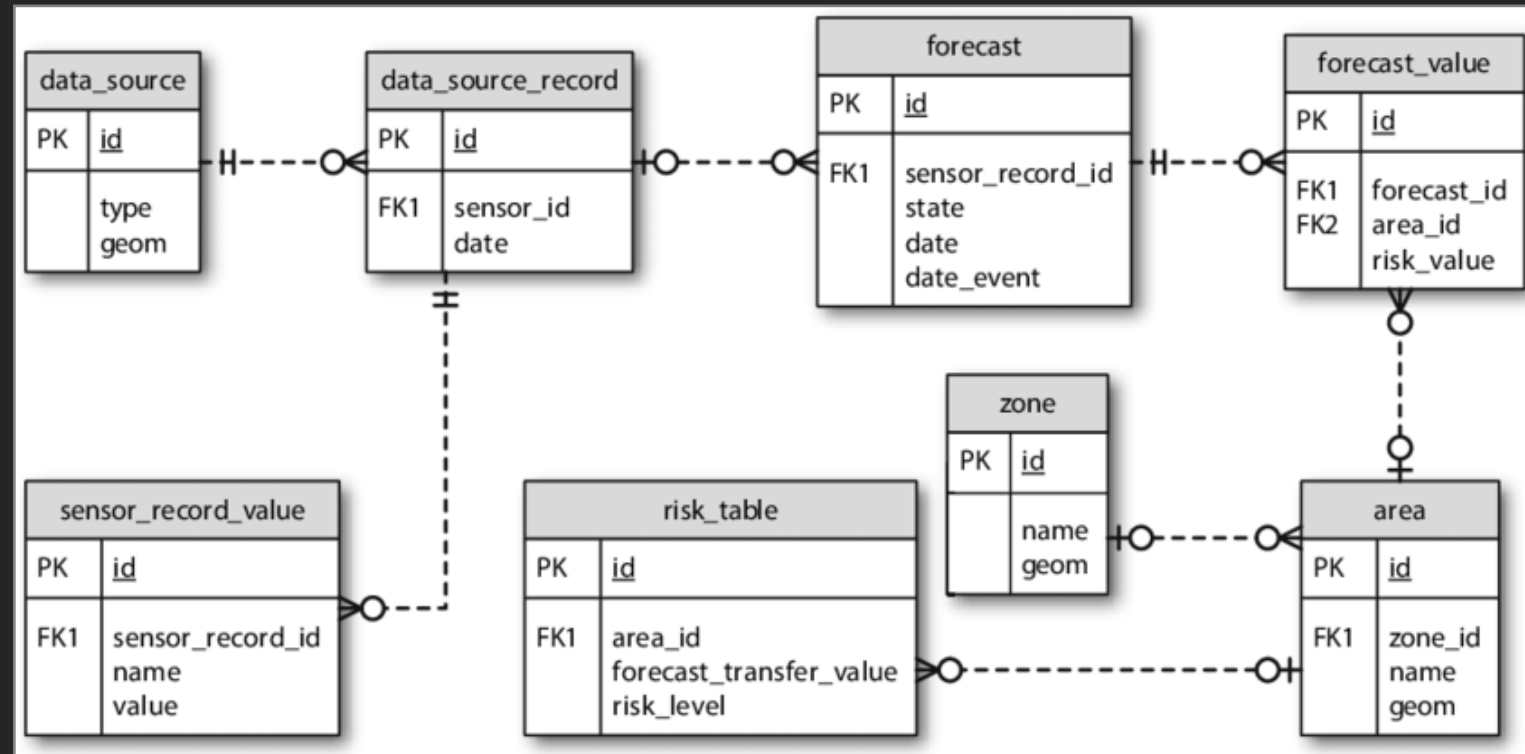 data_source
PK id
type
geom
data_source_record
PK id
FK1 sensor_id
date
forecast
PK id
FK1 sensor_record_id
state
date
date_event
forecast_value
PK id
FK1 forecast_id
FK2 area_id
risk_value
sensor_record_value
PK id
FK1 sensor_record_id
name
value
risk_table
PK id
FK1 area_id
forecast_transfer_value
risk_level
zone
PK id
name
geom
area
PK id
FK1 zone_id
name
geom